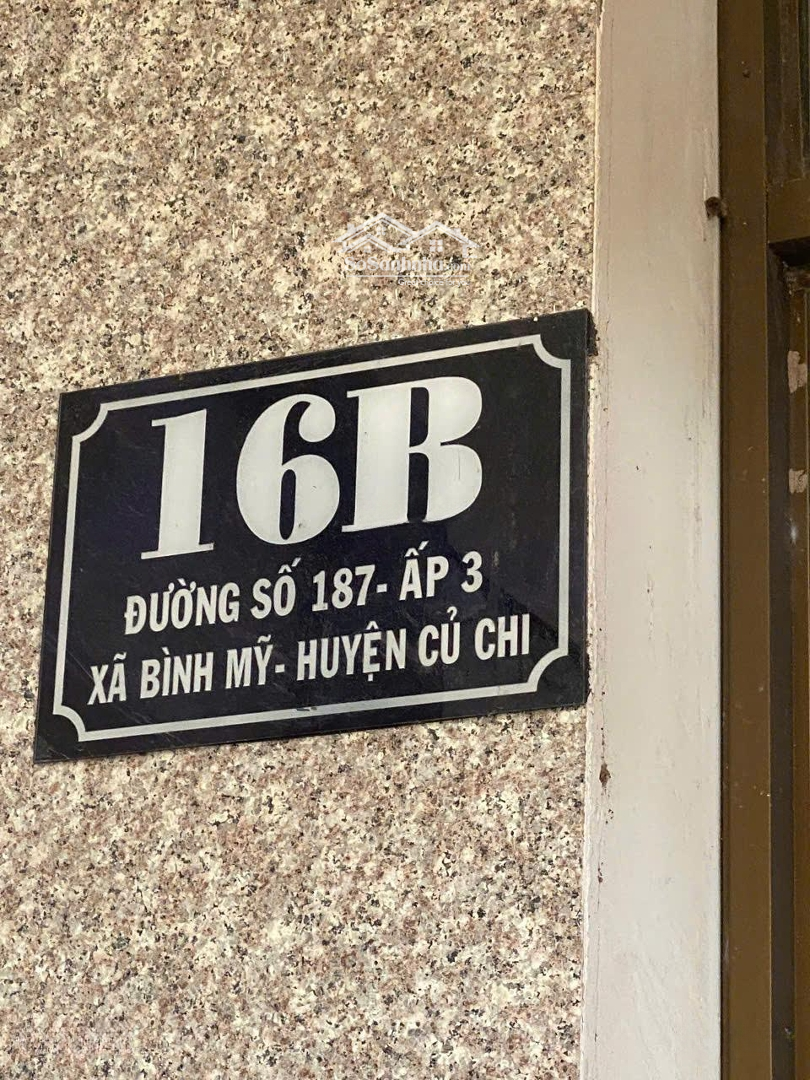 16B
ĐƯỜNG SỐ 187- ẤP 3
XÃ BÌNH MỸ- HUYỆN CỦ CHI